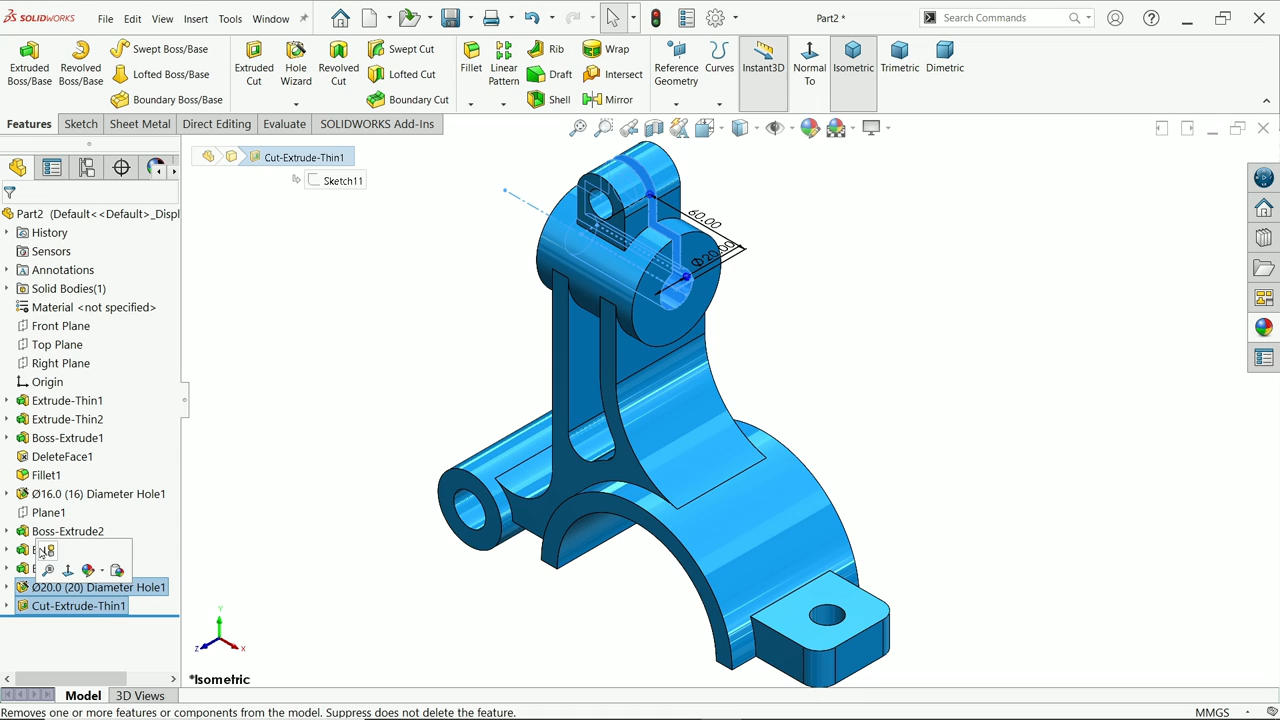 SOLIDWORKS File Edit View Insert Tools Window Part2 * Search Commands
Extruded Boss/Base
Revolved Boss/Base
Swept Boss/Base
Lofted Boss/Base
Boundary Boss/Base
Extruded Cut
Hole Wizard
Revolved Cut
Swept Cut
Lofted Cut
Boundary Cut
Fillet
Linear Pattern
Rib
Draft
Shell
Wrap
Intersect
Mirror
Reference Geometry
Curves
Instant3D
Normal To
Isometric
Trimetric
Dimetric
Features Sketch Sheet Metal Direct Editing Evaluate SOLIDWORKS Add-Ins
Cut-Extrude-Thin1
Sketch11
Part2 (Default<<Default>_Displ
History
Sensors
Annotations
Solid Bodies(1)
Material <not specified>
Front Plane
Top Plane
Right Plane
Origin
Extrude-Thin1
Extrude-Thin2
Boss-Extrude1
DeleteFace1
Fillet1
Ø16.0 (16) Diameter Hole1
Plane1
Boss-Extrude2
Ø20.0 (20) Diameter Hole1
Cut-Extrude-Thin1
60.00
Φ20.00
Y
Z
X
*Isometric
Model 3D Views
Removes one or more features or components from the model. Suppress does not delete the feature. MMGS